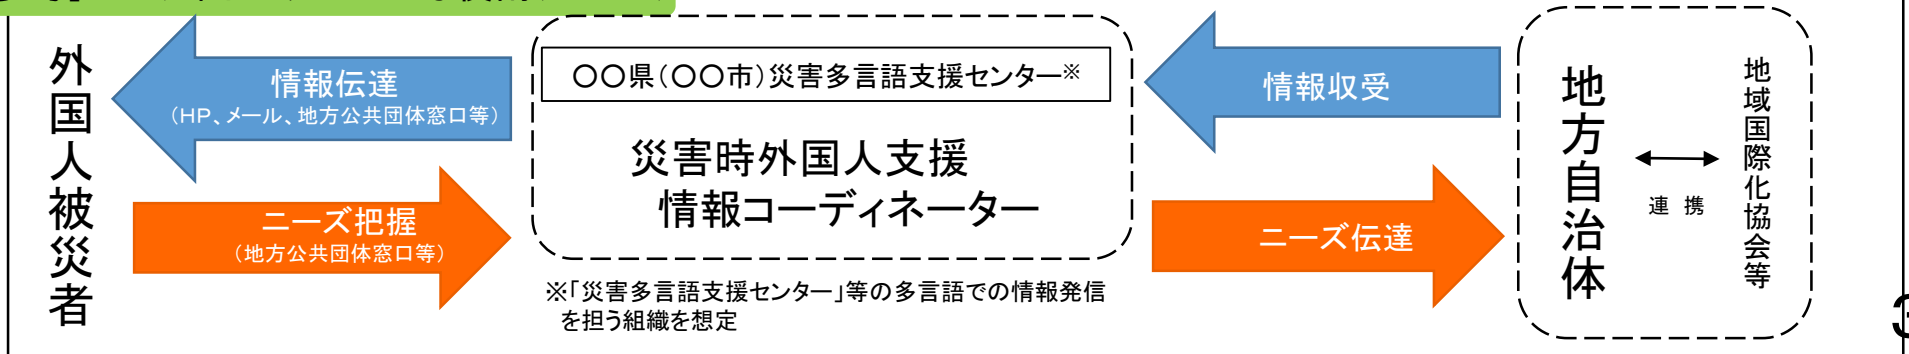 外国人被災者
情報伝達
（HP、メール、地方公共団体窓口等）
ニーズ把握
（地方公共団体窓口等）
〇〇県（〇〇市）災害多言語支援センター※
災害時外国人支援
情報コーディネーター
※「災害多言語支援センター」等の多言語での情報発信
を担う組織を想定
情報収受
ニーズ伝達
地方自治体
連 携
地域国際化協会等